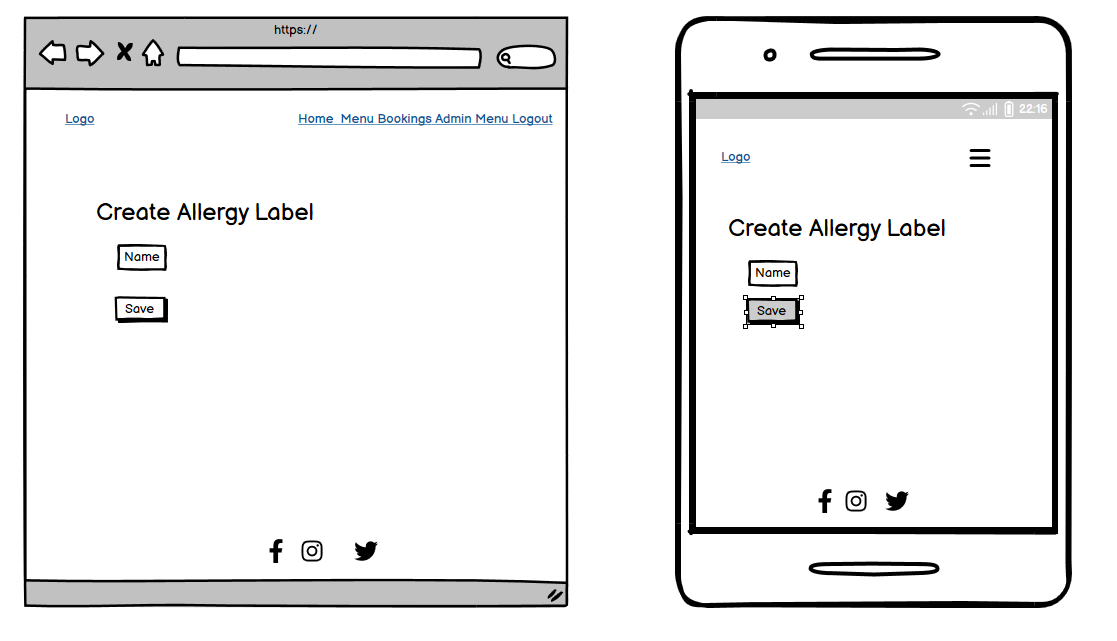 https://
Logo
Home  Menu Bookings Admin Menu Logout
Create Allergy Label
Name
Save
22:16
Logo
Create Allergy Label
Name
Save